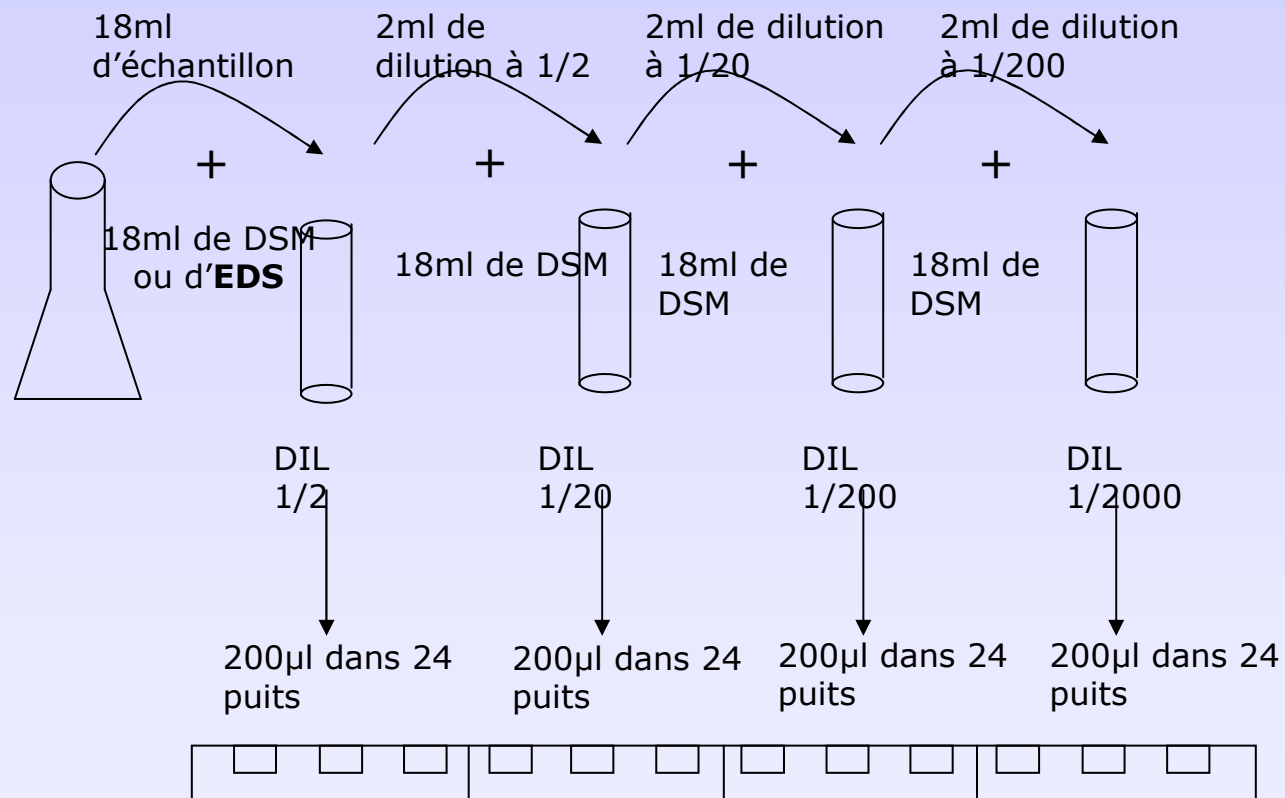 18ml
d'échantillon
2ml de
dilution à 1/2
2ml de dilution
à 1/20
2ml de dilution
à 1/200
+
+
+
+
18ml de DSM
ou d'EDS
18ml de DSM
18ml de
DSM
18ml de
DSM
DIL
1/2
DIL
1/20
DIL
1/200
DIL
1/2000
200µl dans 24
puits
200µl dans 24
puits
200µl dans 24
puits
200µl dans 24
puits